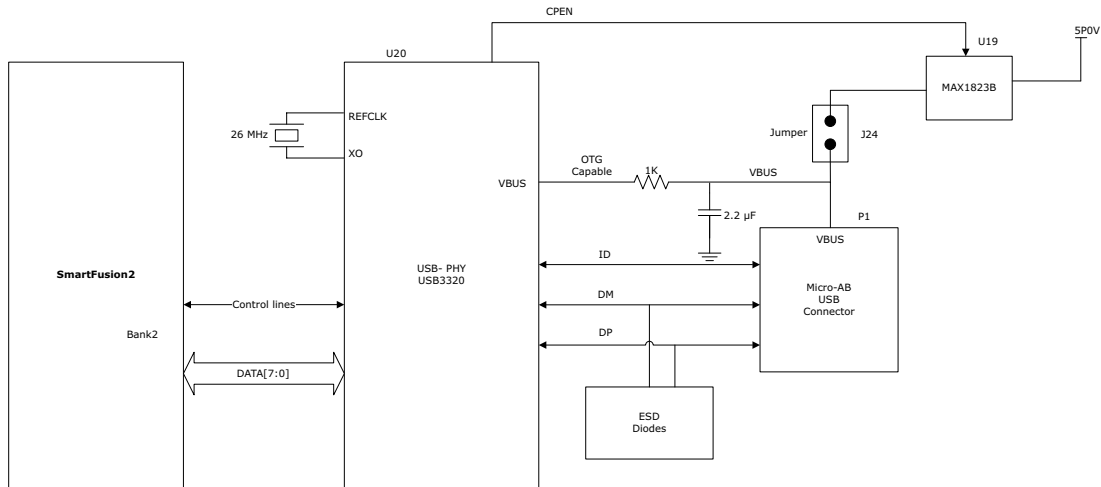 CPEN
5P0V
U20
U19
MAX1823B
REFCLK
26 MHz
XO
Jumper
J24
OTG
Capable
1K
VBUS
VBUS
2.2 µF
P1
VBUS
SmartFusion2
USB- PHY
USB3320
ID
Micro-AB
USB
Connector
Control lines
DM
Bank2
DP
DATA[7:0]
ESD
Diodes